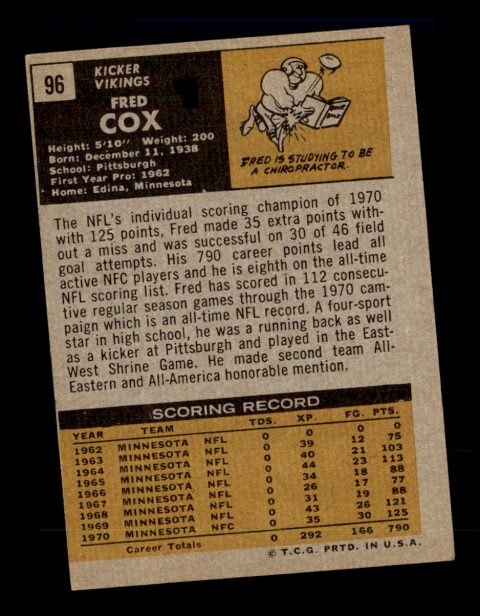 96
KICKER
VIKINGS
FRED
COX
Height: 5'10" Weight: 200
Born: December 11, 1938
School: Pittsburgh
First Year Pro: 1962
Home: Edina, Minnesota
FRED IS STUDYING TO BE
A CHIROPRACTOR.
The NFL's individual scoring champion of 1970
with 125 points, Fred made 35 extra points with-
out a miss and was successful on 30 of 46 field
goal attempts. His 790 career points lead all
active NFC players and he is eighth on the all-time
NFL scoring list. Fred has scored in 112 consecu-
tive regular season games through the 1970 cam-
paign which is an all-time NFL record. A four-sport
star in high school, he was a running back as well
as a kicker at Pittsburgh and played in the East-
West Shrine Game. He made second team All-
Eastern and All-America honorable mention.
SCORING RECORD
YEAR TEAM TDS. XP. FG. PTS.
1962 MINNESOTA NFL 0 0 0 0
1963 MINNESOTA NFL 0 39 12 75
1964 MINNESOTA NFL 0 40 21 103
1965 MINNESOTA NFL 0 44 23 113
1966 MINNESOTA NFL 0 34 18 88
1967 MINNESOTA NFL 0 26 17 77
1968 MINNESOTA NFL 0 31 19 88
1969 MINNESOTA NFL 0 43 26 121
1970 MINNESOTA NFC 0 35 30 125
Career Totals 0 292 166 790
© T.C.G. PRTD. IN U.S.A.